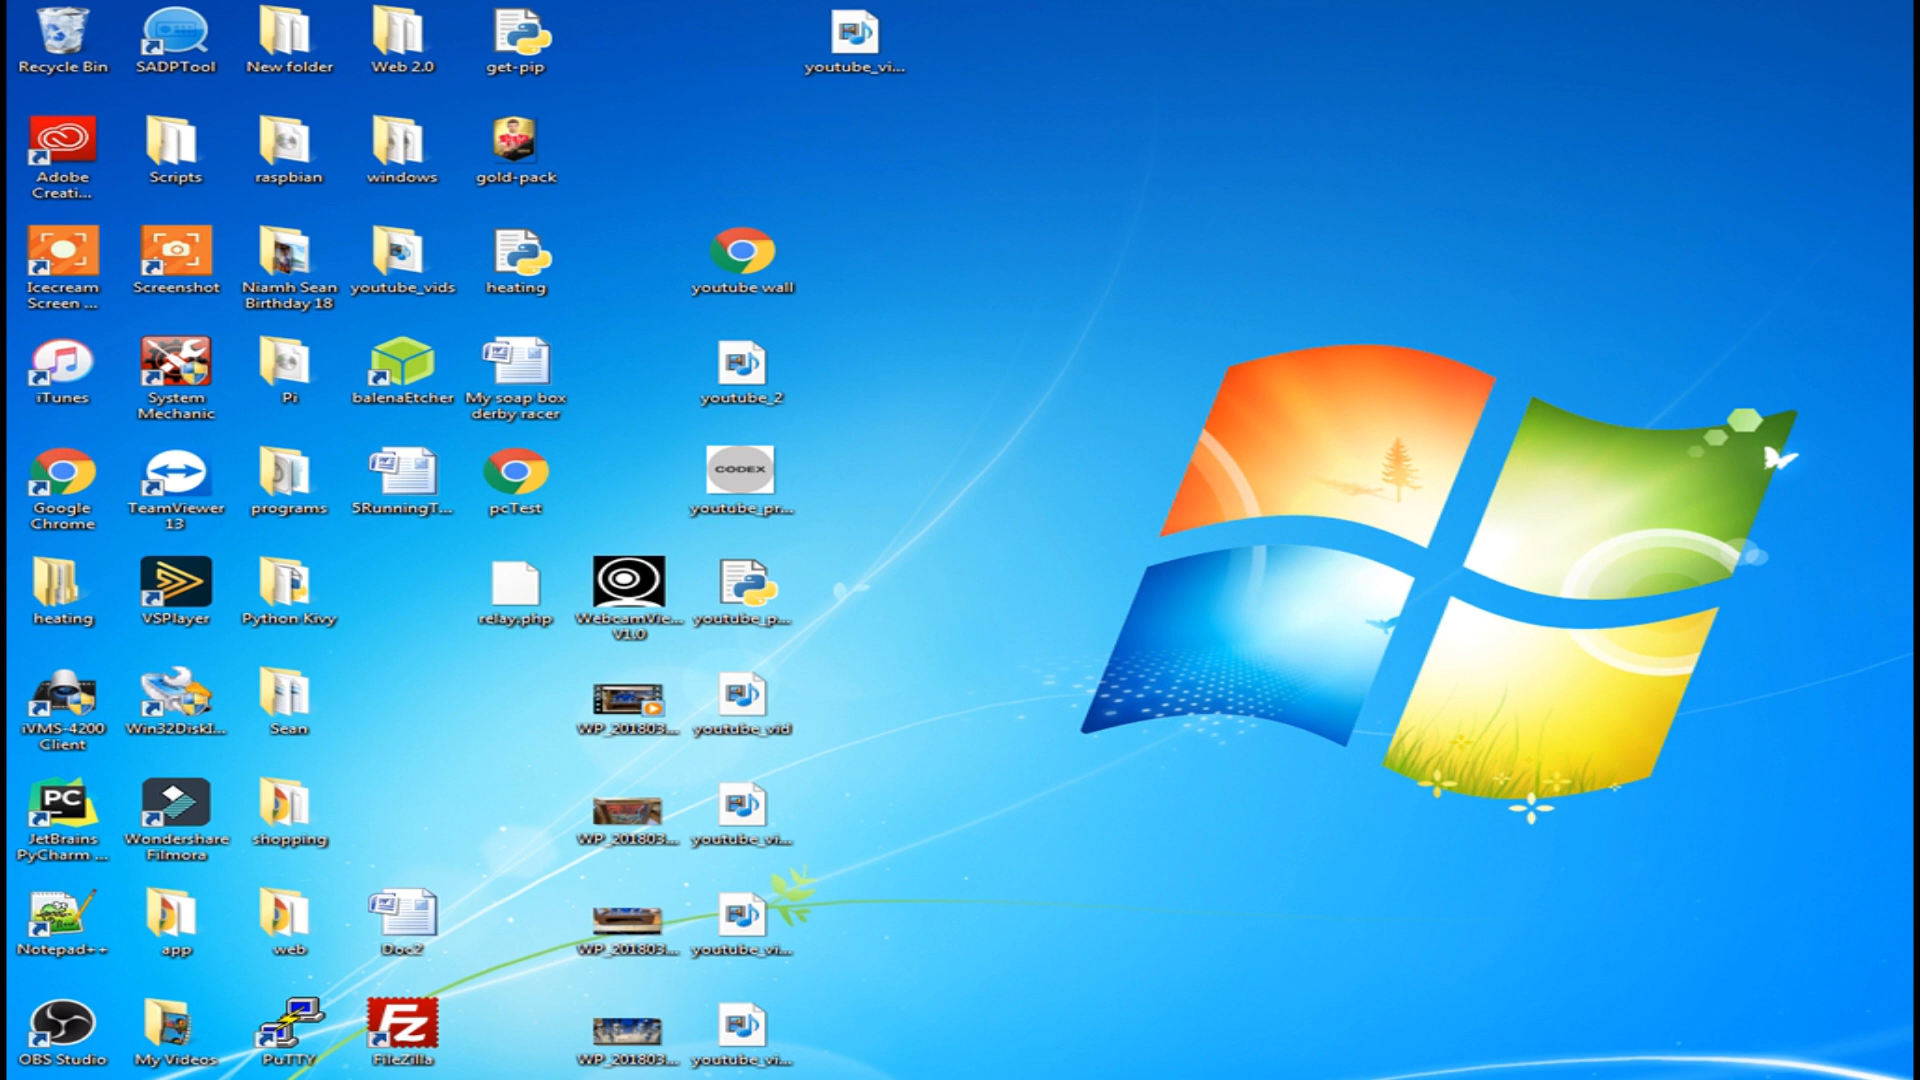 Recycle Bin
SADPTool
New folder
Web 2.0
get-pip
youtube_vi...
Adobe
Creati...
Scripts
raspbian
windows
gold-pack
Icecream
Screen ...
Screenshot
Niamh Sean
Birthday 18
youtube_vids
heating
youtube wall
iTunes
System
Mechanic
Pi
balenaEtcher
My soap box
derby racer
youtube_2
Google
Chrome
TeamViewer
13
programs
5RunningT...
pcTest
CODEX
youtube_pr...
heating
VSPlayer
Python Kivy
relay.php
WebcamVie...
V1.0
youtube_p...
iVMS-4200
Client
Win32DiskI...
Sean
WP_201803...
youtube_vid
PC
JetBrains
PyCharm ...
Wondershare
Filmora
shopping
WP_201803...
youtube_vi...
Notepad++
app
web
Doc2
WP_201803...
youtube_vi...
OBS Studio
My Videos
PuTTY
FZ
FileZilla
WP_201803...
youtube_vi...